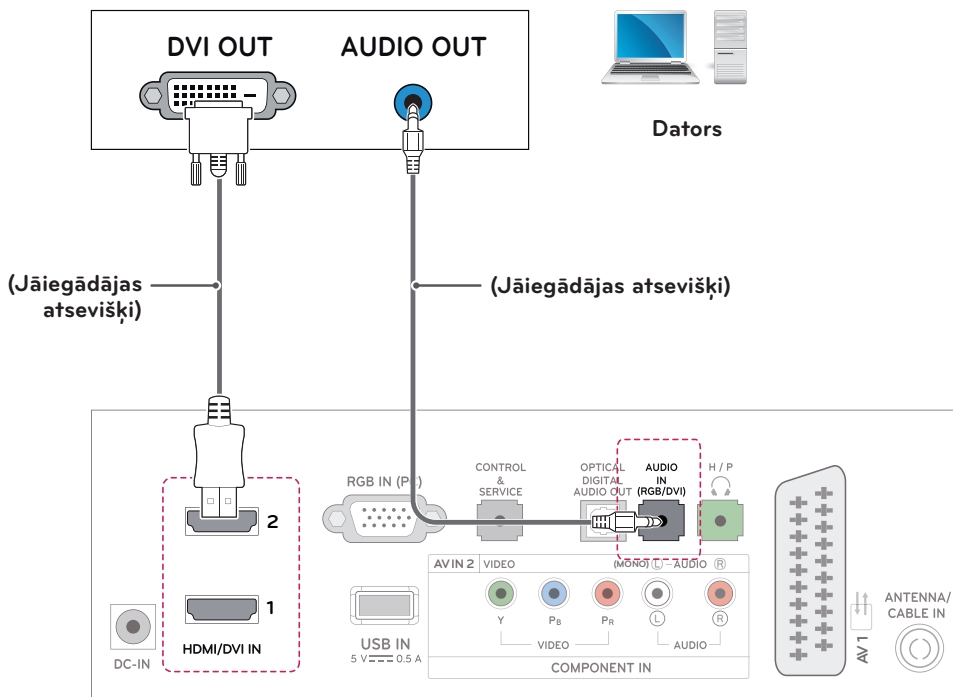 DVI OUT
AUDIO OUT
Dators
(Jāiegādājas
atsevišķi)
(Jāiegādājas atsevišķi)
RGB IN (PC)
CONTROL
&
SERVICE
OPTICAL
DIGITAL
AUDIO OUT
AUDIO
IN
(RGB/DVI)
H / P
2
1
HDMI/DVI IN
DC-IN
USB IN
5 V 0.5 A
AV IN 2
VIDEO
(MONO) L – AUDIO R
Y
PB
PR
L
R
VIDEO
AUDIO
COMPONENT IN
AV 1
ANTENNA/
CABLE IN